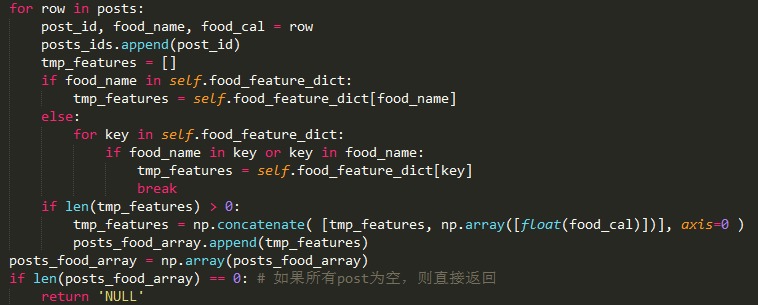 for row in posts:
    post_id, food_name, food_cal = row
    posts_ids.append(post_id)
    tmp_features = []
    if food_name in self.food_feature_dict:
        tmp_features = self.food_feature_dict[food_name]
    else:
        for key in self.food_feature_dict:
            if food_name in key or key in food_name:
                tmp_features = self.food_feature_dict[key]
                break
    if len(tmp_features) > 0:
        tmp_features = np.concatenate( [tmp_features, np.array([float(food_cal)])], axis=0 )
        posts_food_array.append(tmp_features)
posts_food_array = np.array(posts_food_array)
if len(posts_food_array) == 0: # 如果所有post为空，则直接返回
    return 'NULL'